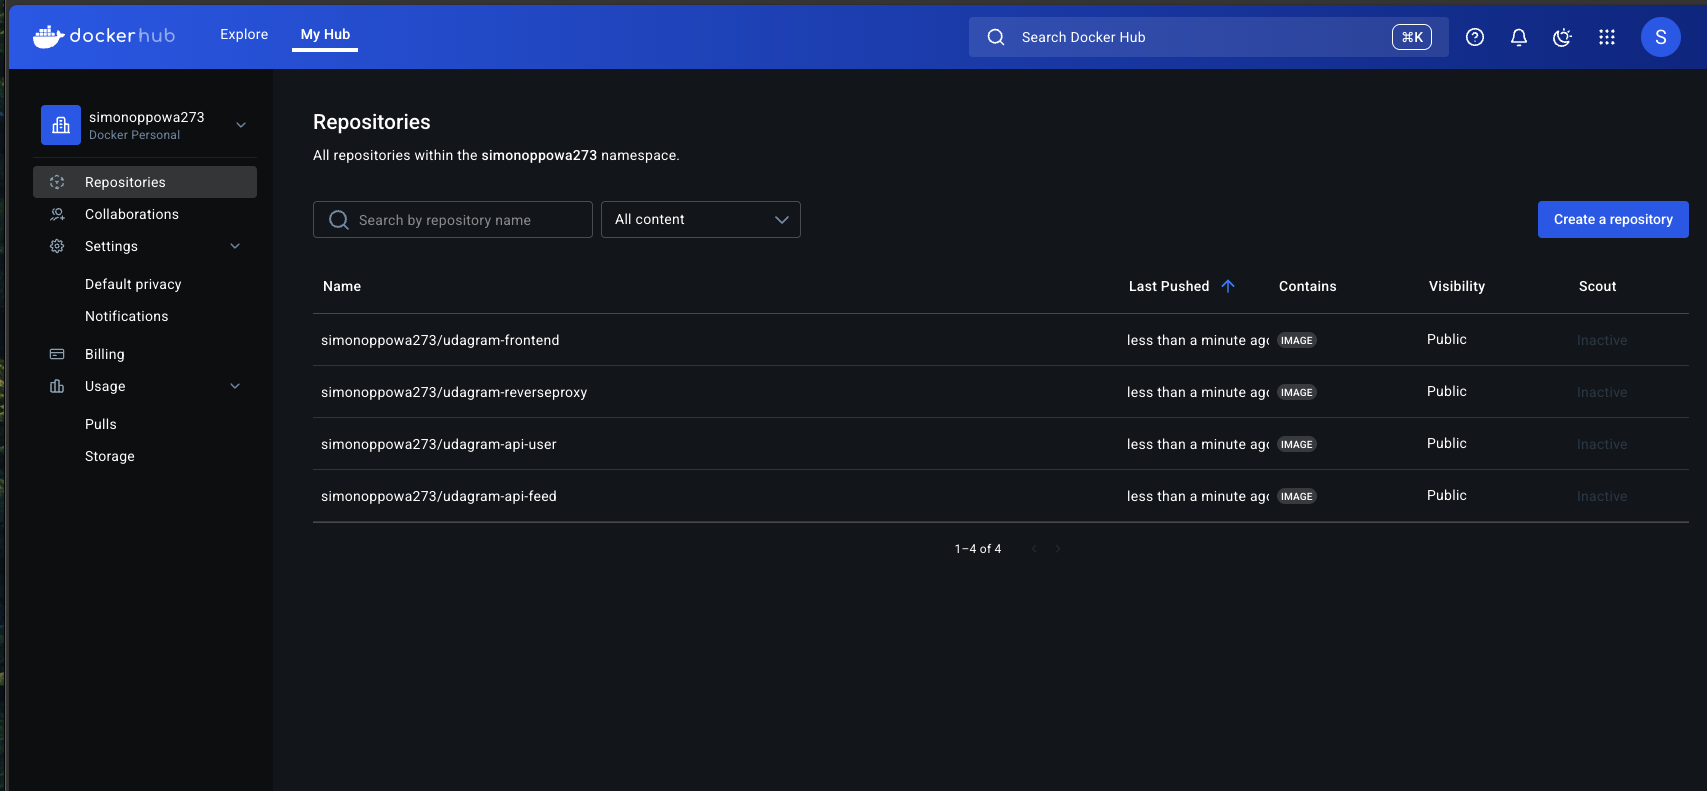 dockerhub
Explore
My Hub
Search Docker Hub
⌘K
S
simonoppowa273
Docker Personal
Repositories
Collaborations
Settings
Default privacy
Notifications
Billing
Usage
Pulls
Storage
Repositories
All repositories within the simonoppowa273 namespace.
Search by repository name
All content
Create a repository
Name Last Pushed Contains Visibility Scout
simonoppowa273/udagram-frontend less than a minute ago IMAGE Public Inactive
simonoppowa273/udagram-reverseproxy less than a minute ago IMAGE Public Inactive
simonoppowa273/udagram-api-user less than a minute ago IMAGE Public Inactive
simonoppowa273/udagram-api-feed less than a minute ago IMAGE Public Inactive
1–4 of 4